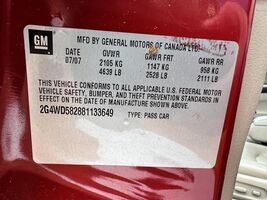 GM
MFD BY GENERAL MOTORS OF CANADA LTD
DATE GVWR GAWR FRT GAWR RR
07/07 2105 KG 1147 KG 958 KG
4639 LB 2528 LB 2111 LB
THIS VEHICLE CONFORMS TO ALL APPLICABLE U.S. FEDERAL MOTOR
VEHICLE SAFETY, BUMPER, AND THEFT PREVENTION STANDARDS IN EFFECT ON THE
DATE OF MANUFACTURE SHOWN ABOVE.
2G4WD582881133649 TYPE: PASS CAR